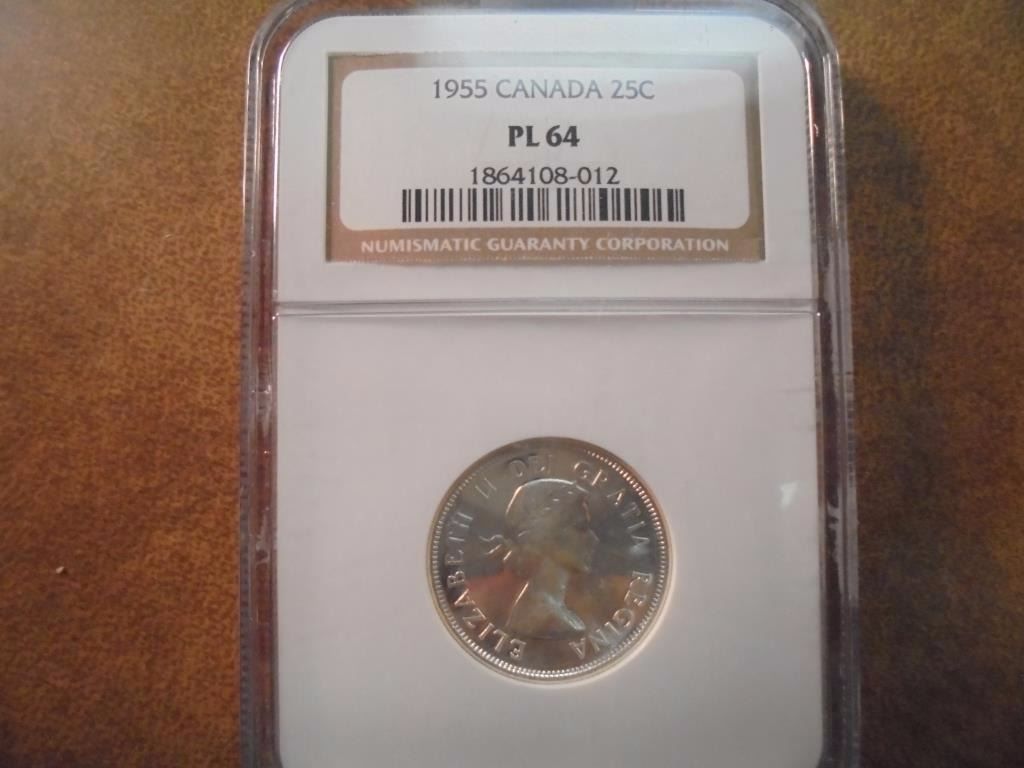 1955 CANADA 25C
PL 64
1864108-012
NUMISMATIC GUARANTY CORPORATION
ELIZABETH II DEI GRATIA REGINA